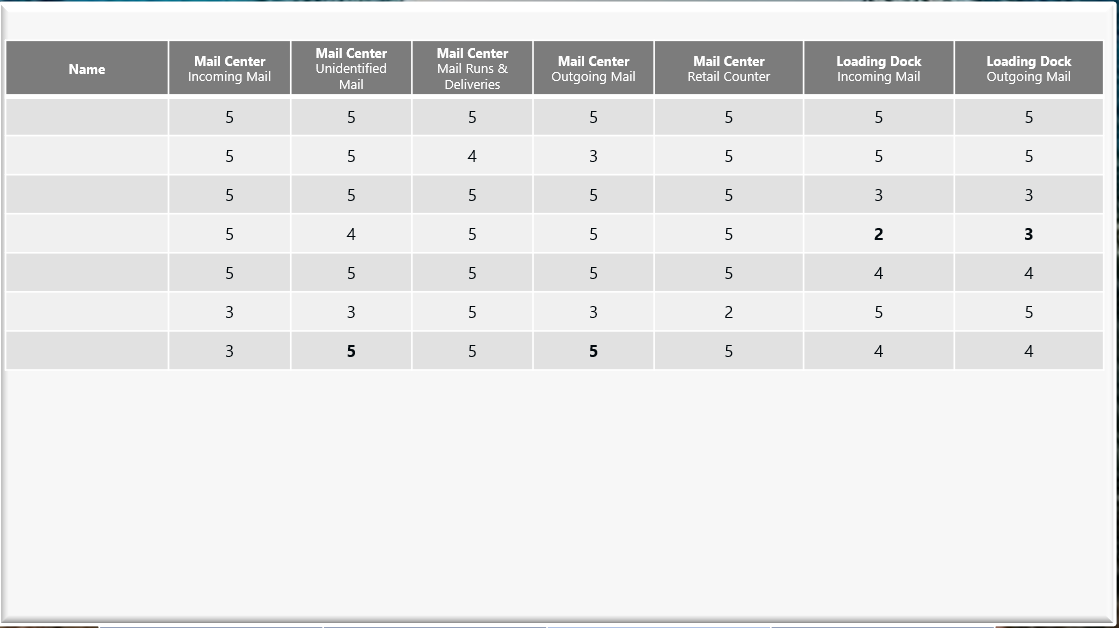 Name Mail Center Incoming Mail Mail Center Unidentified Mail Mail Center Mail Runs & Deliveries Mail Center Outgoing Mail Mail Center Retail Counter Loading Dock Incoming Mail Loading Dock Outgoing Mail
5 5 5 5 5 5 5
5 5 4 3 5 5 5
5 5 5 5 5 3 3
5 4 5 5 5 2 3
5 5 5 5 5 4 4
3 3 5 3 2 5 5
3 5 5 5 5 4 4